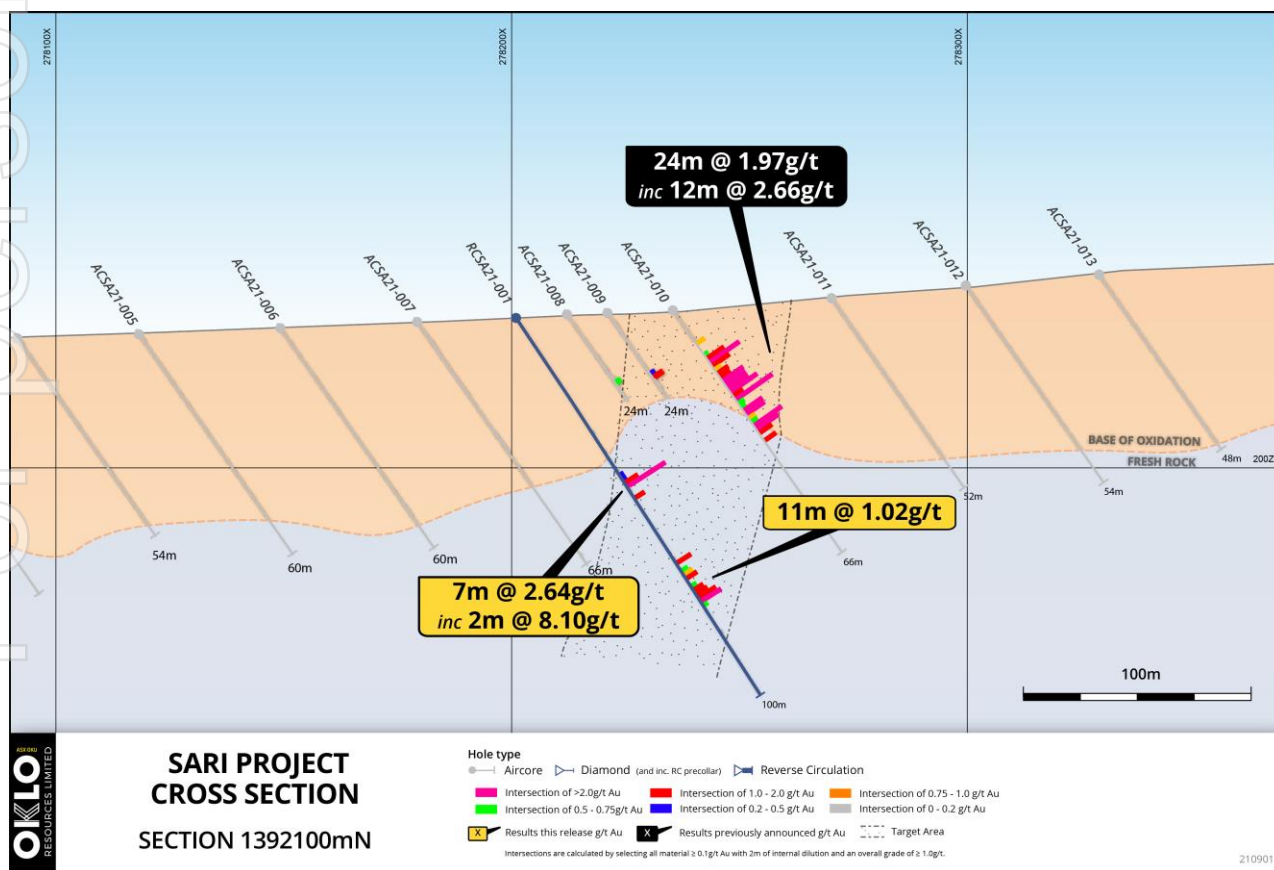 278100X
278200X
278300X
24m @ 1.97g/t
inc 12m @ 2.66g/t
ACSA21-005
ACSA21-006
ACSA21-007
RCSA21-001
ACSA21-008
ACSA21-009
ACSA21-010
ACSA21-011
ACSA21-012
ACSA21-013
24m
24m
BASE OF OXIDATION
FRESH ROCK
48m
200Z
52m
54m
11m @ 1.02g/t
54m
60m
60m
66m
66m
7m @ 2.64g/t
inc 2m @ 8.10g/t
100m
100m
ASX OKU
OKLO
RESOURCES LIMITED
SARI PROJECT
CROSS SECTION
SECTION 1392100mN
Hole type
Aircore
Diamond (and inc. RC precollar)
Reverse Circulation
Intersection of >2.0g/t Au
Intersection of 1.0 - 2.0 g/t Au
Intersection of 0.75 - 1.0 g/t Au
Intersection of 0.5 - 0.75g/t Au
Intersection of 0.2 - 0.5 g/t Au
Intersection of 0 - 0.2 g/t Au
X Results this release g/t Au
X Results previously announced g/t Au
Target Area
Intersections are calculated by selecting all material ≥ 0.1g/t Au with 2m of internal dilution and an overall grade of ≥ 1.0g/t.
210901